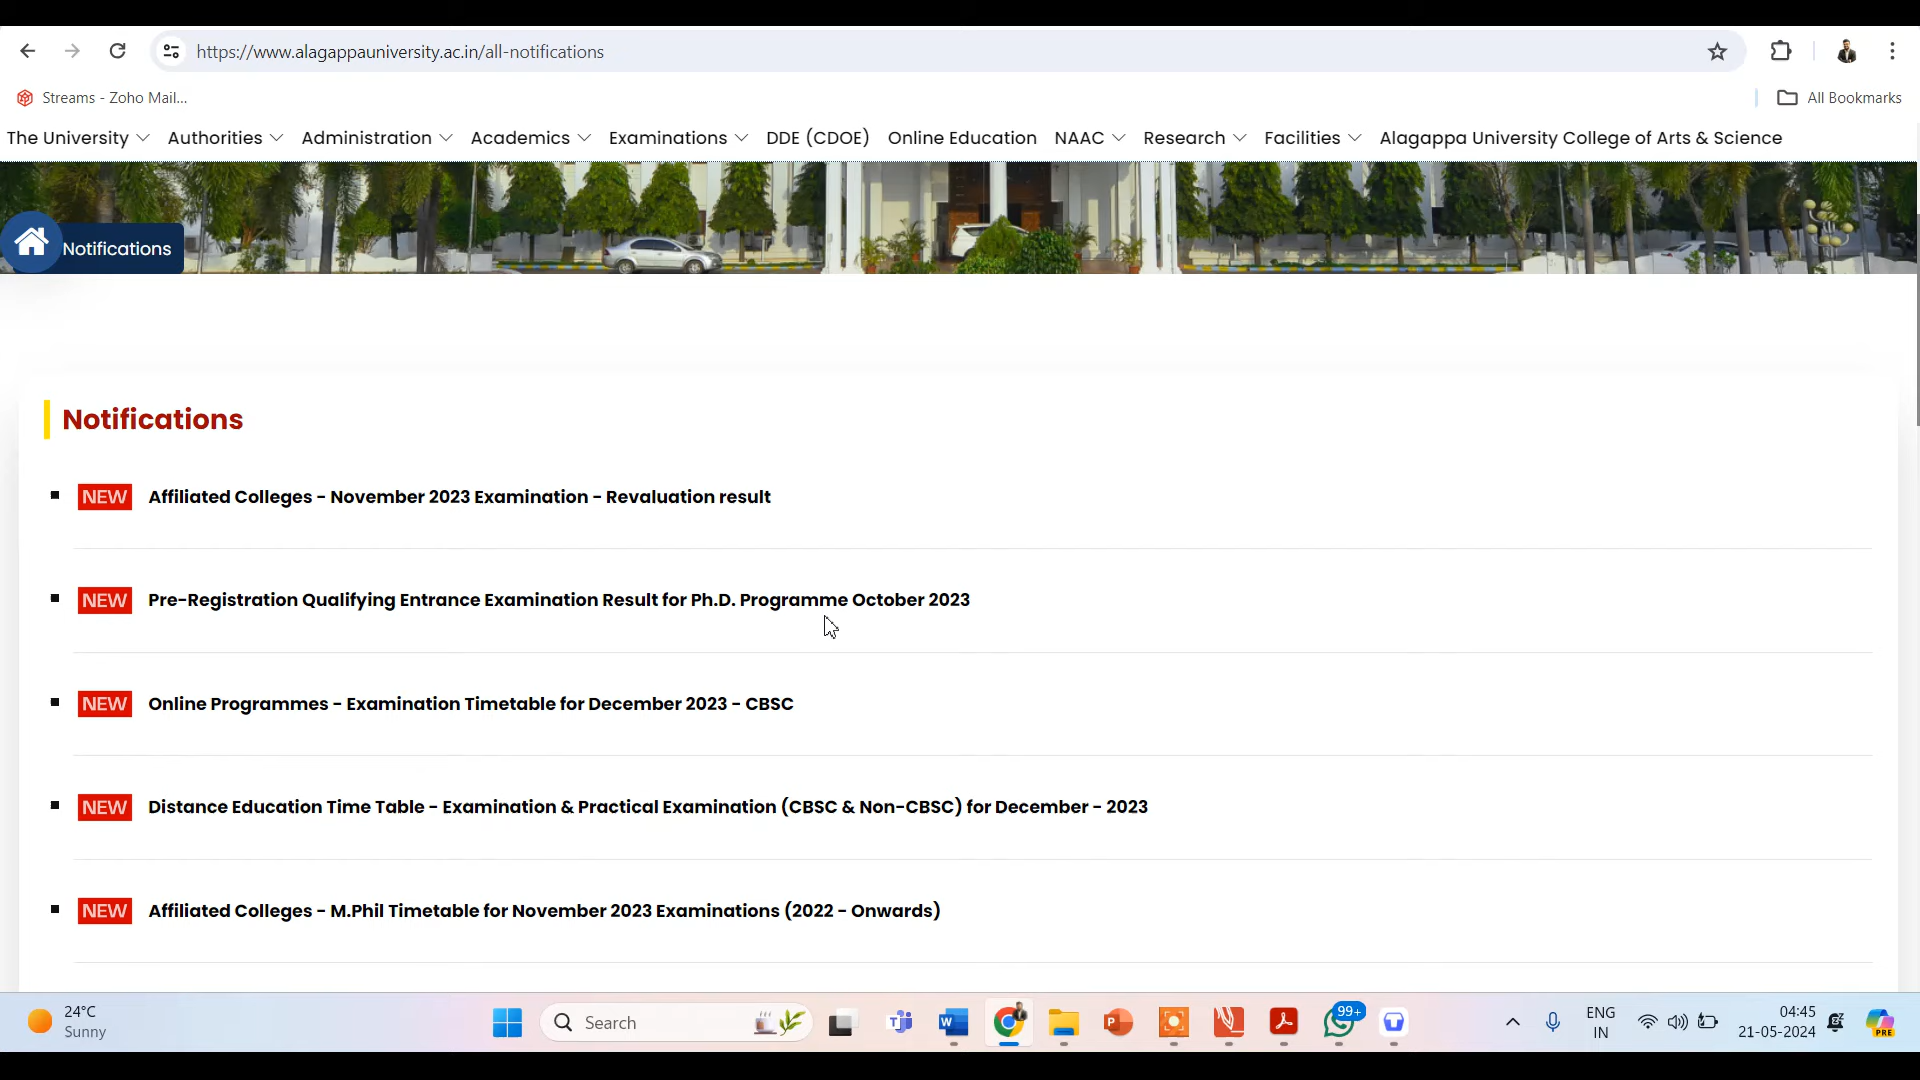 https://www.alagappauniversity.ac.in/all-notifications
Streams - Zoho Mail...
All Bookmarks
The University Authorities Administration Academics Examinations DDE (CDOE) Online Education NAAC Research Facilities Alagappa University College of Arts & Science
Notifications
Notifications
NEW Affiliated Colleges - November 2023 Examination - Revaluation result
NEW Pre-Registration Qualifying Entrance Examination Result for Ph.D. Programme October 2023
NEW Online Programmes - Examination Timetable for December 2023 - CBSC
NEW Distance Education Time Table - Examination & Practical Examination (CBSC & Non-CBSC) for December - 2023
NEW Affiliated Colleges - M.Phil Timetable for November 2023 Examinations (2022 - Onwards)
24°C
Sunny
Search
99+
ENG
IN
04:45
21-05-2024
PRE